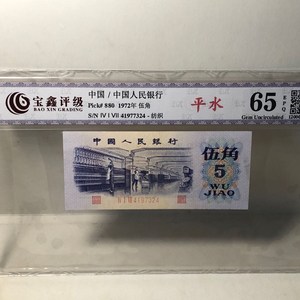 宝鑫评级
BAO XIN GRADING
中国 / 中国人民银行
Pick# 880 1972年 伍角
S/N IV I VII 41977324 - 纺织
平水
65
EPQ
Gem Uncirculated
中国人民银行
伍角
5
WU
JIAO
41977324